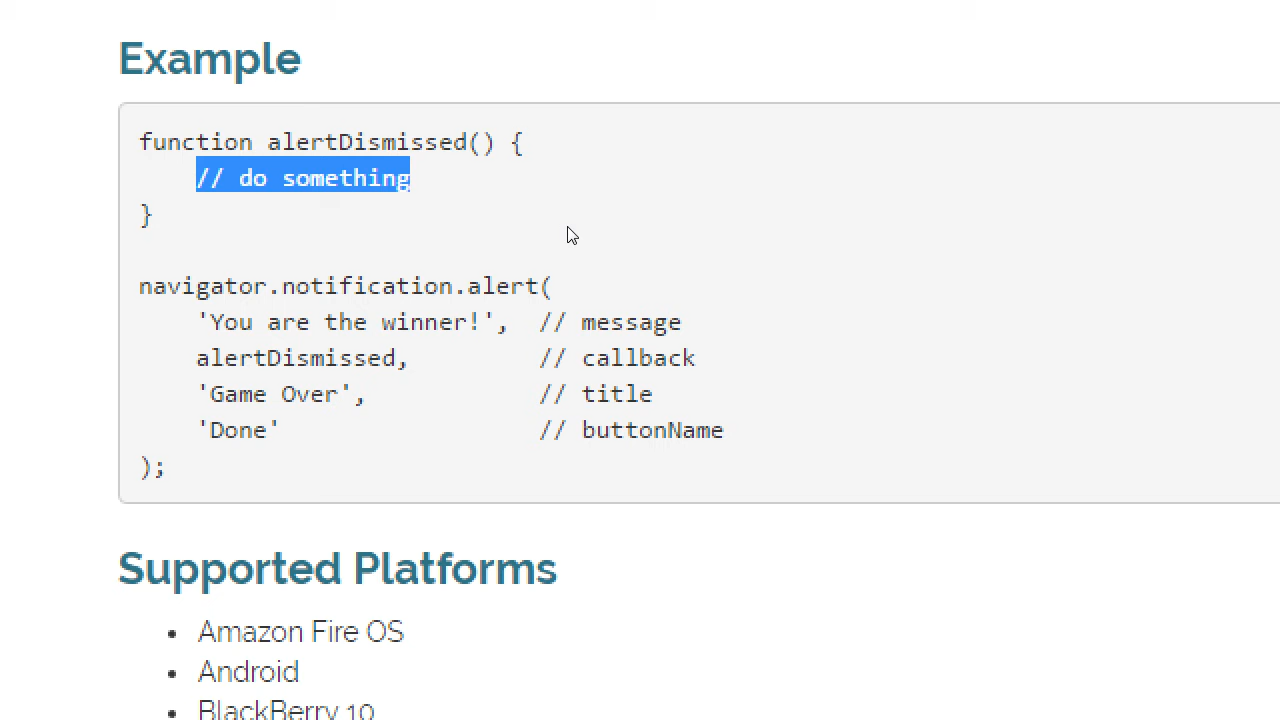 Example
function alertDismissed() {
    // do something
}
navigator.notification.alert(
    'You are the winner!',  // message
    alertDismissed,         // callback
    'Game Over',            // title
    'Done'                  // buttonName
);
Supported Platforms
• Amazon Fire OS
• Android
• BlackBerry 10